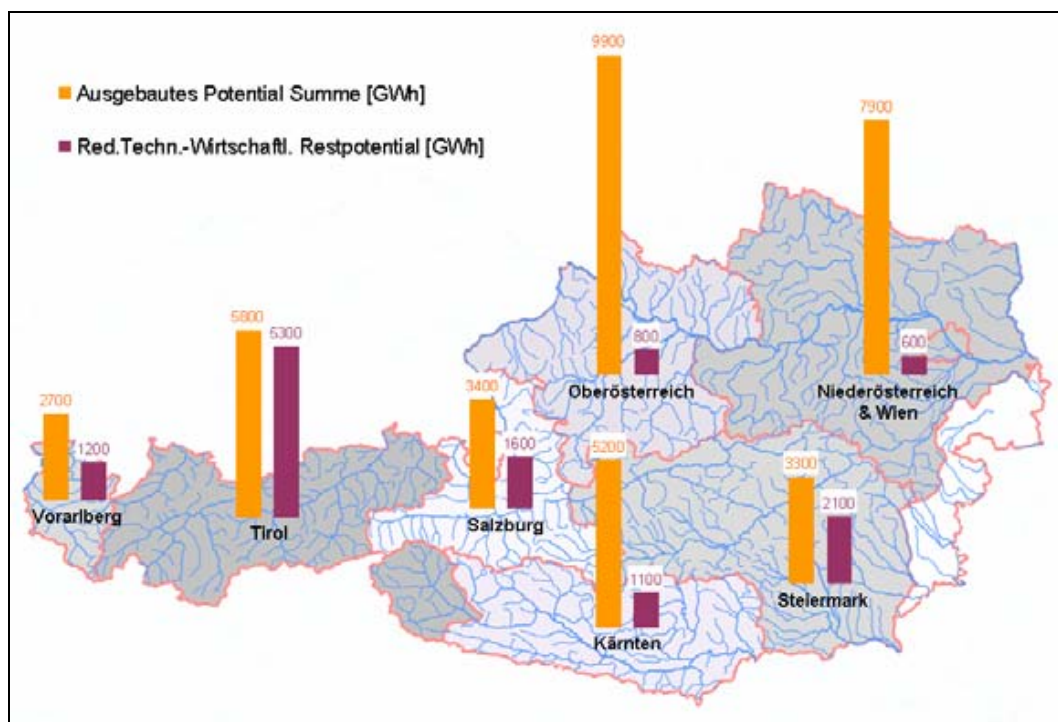 Ausgebautes Potential Summe [GWh]
Red.Techn.-Wirtschaftl. Restpotential [GWh]
9900
800
Oberösterreich
7900
600
Niederösterreich
& Wien
5800
5300
Tirol
2700
1200
Vorarlberg
3400
1600
Salzburg
5200
1100
Kärnten
3300
2100
Steiermark